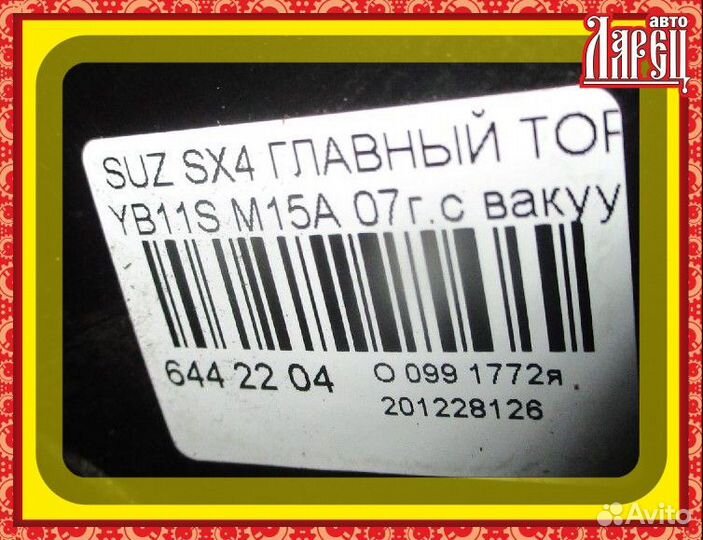 авто
ЛАРЕЦ
SUZ SX4 ГЛАВНЫЙ ТОР
YB11S M15A 07г.с вакуу
644 22 04 О 099 1772я
201228126
Avito